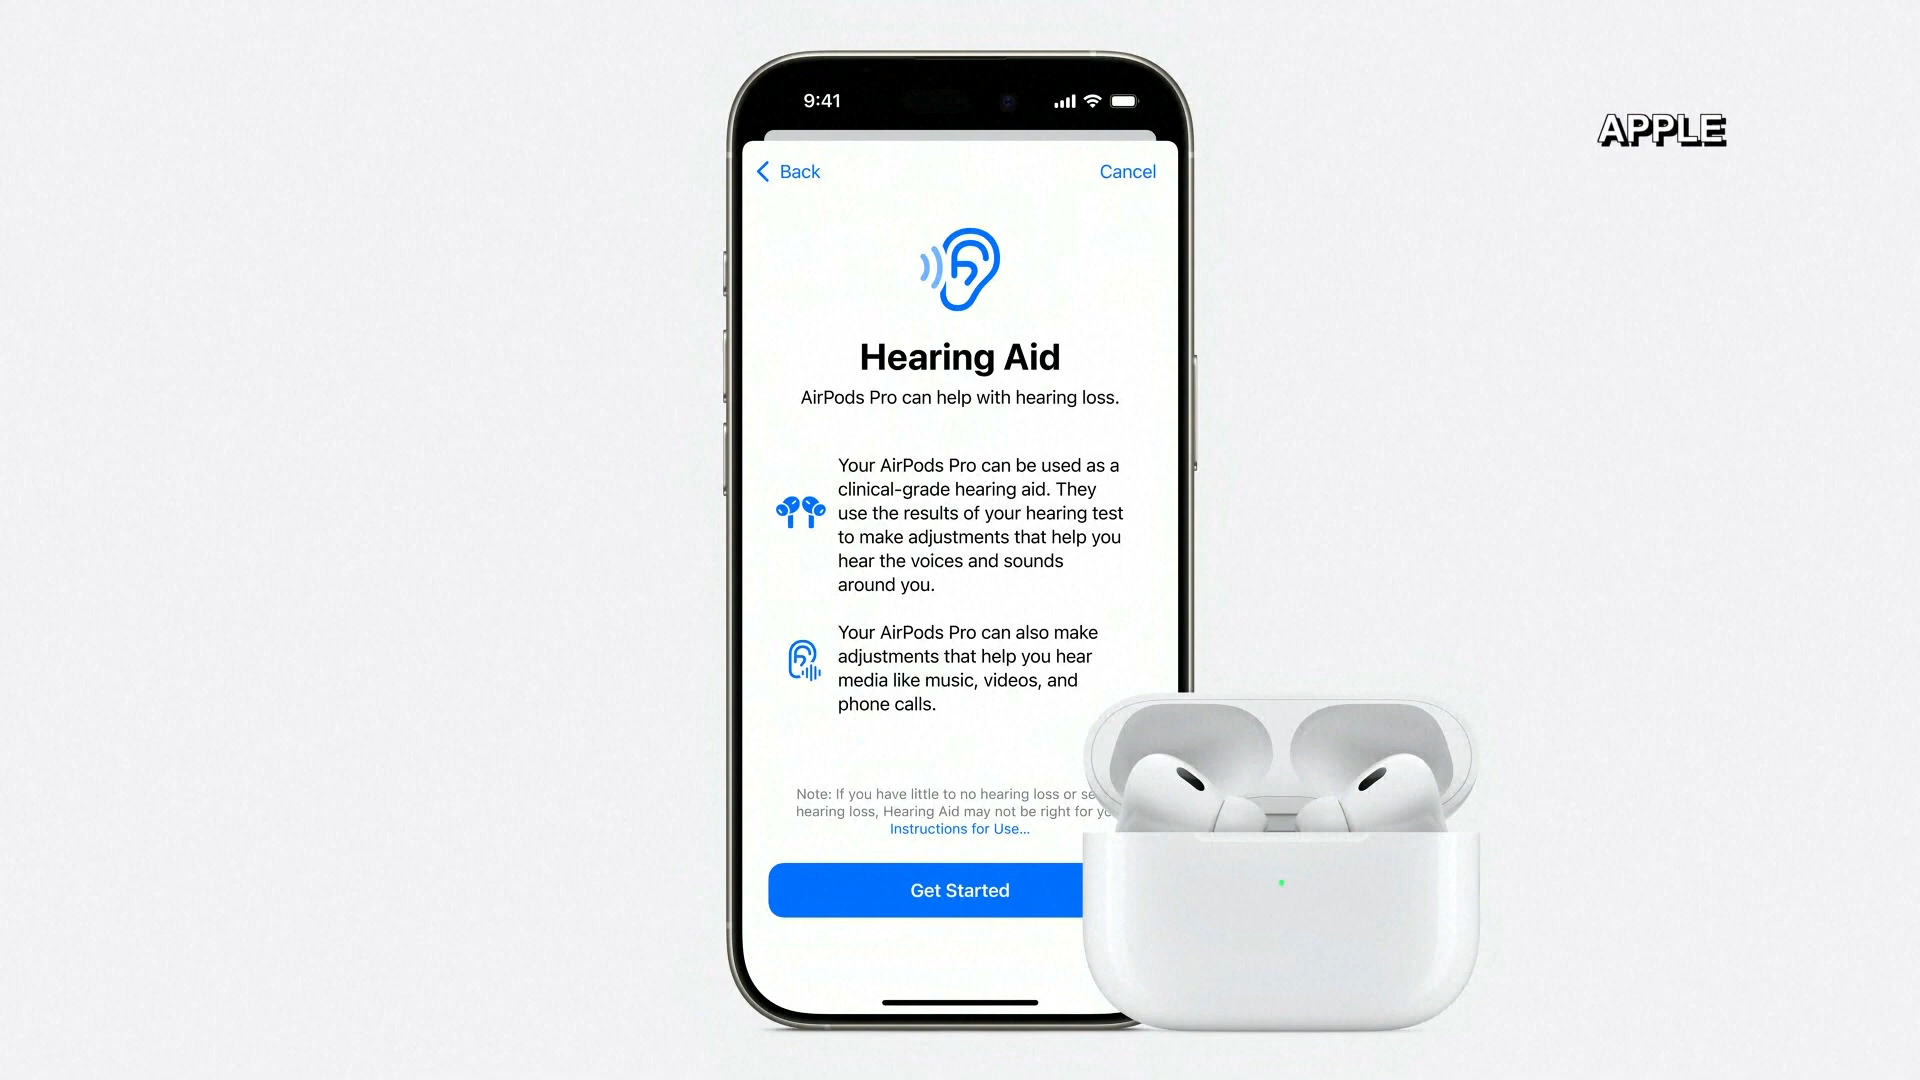 9:41
APPLE
Back
Cancel
Hearing Aid
AirPods Pro can help with hearing loss.
Your AirPods Pro can be used as a
clinical-grade hearing aid. They
use the results of your hearing test
to make adjustments that help you
hear the voices and sounds
around you.
Your AirPods Pro can also make
adjustments that help you hear
media like music, videos, and
phone calls.
Note: If you have little to no hearing loss or
hearing loss, Hearing Aid may not be right for
Instructions for Use...
Get Started